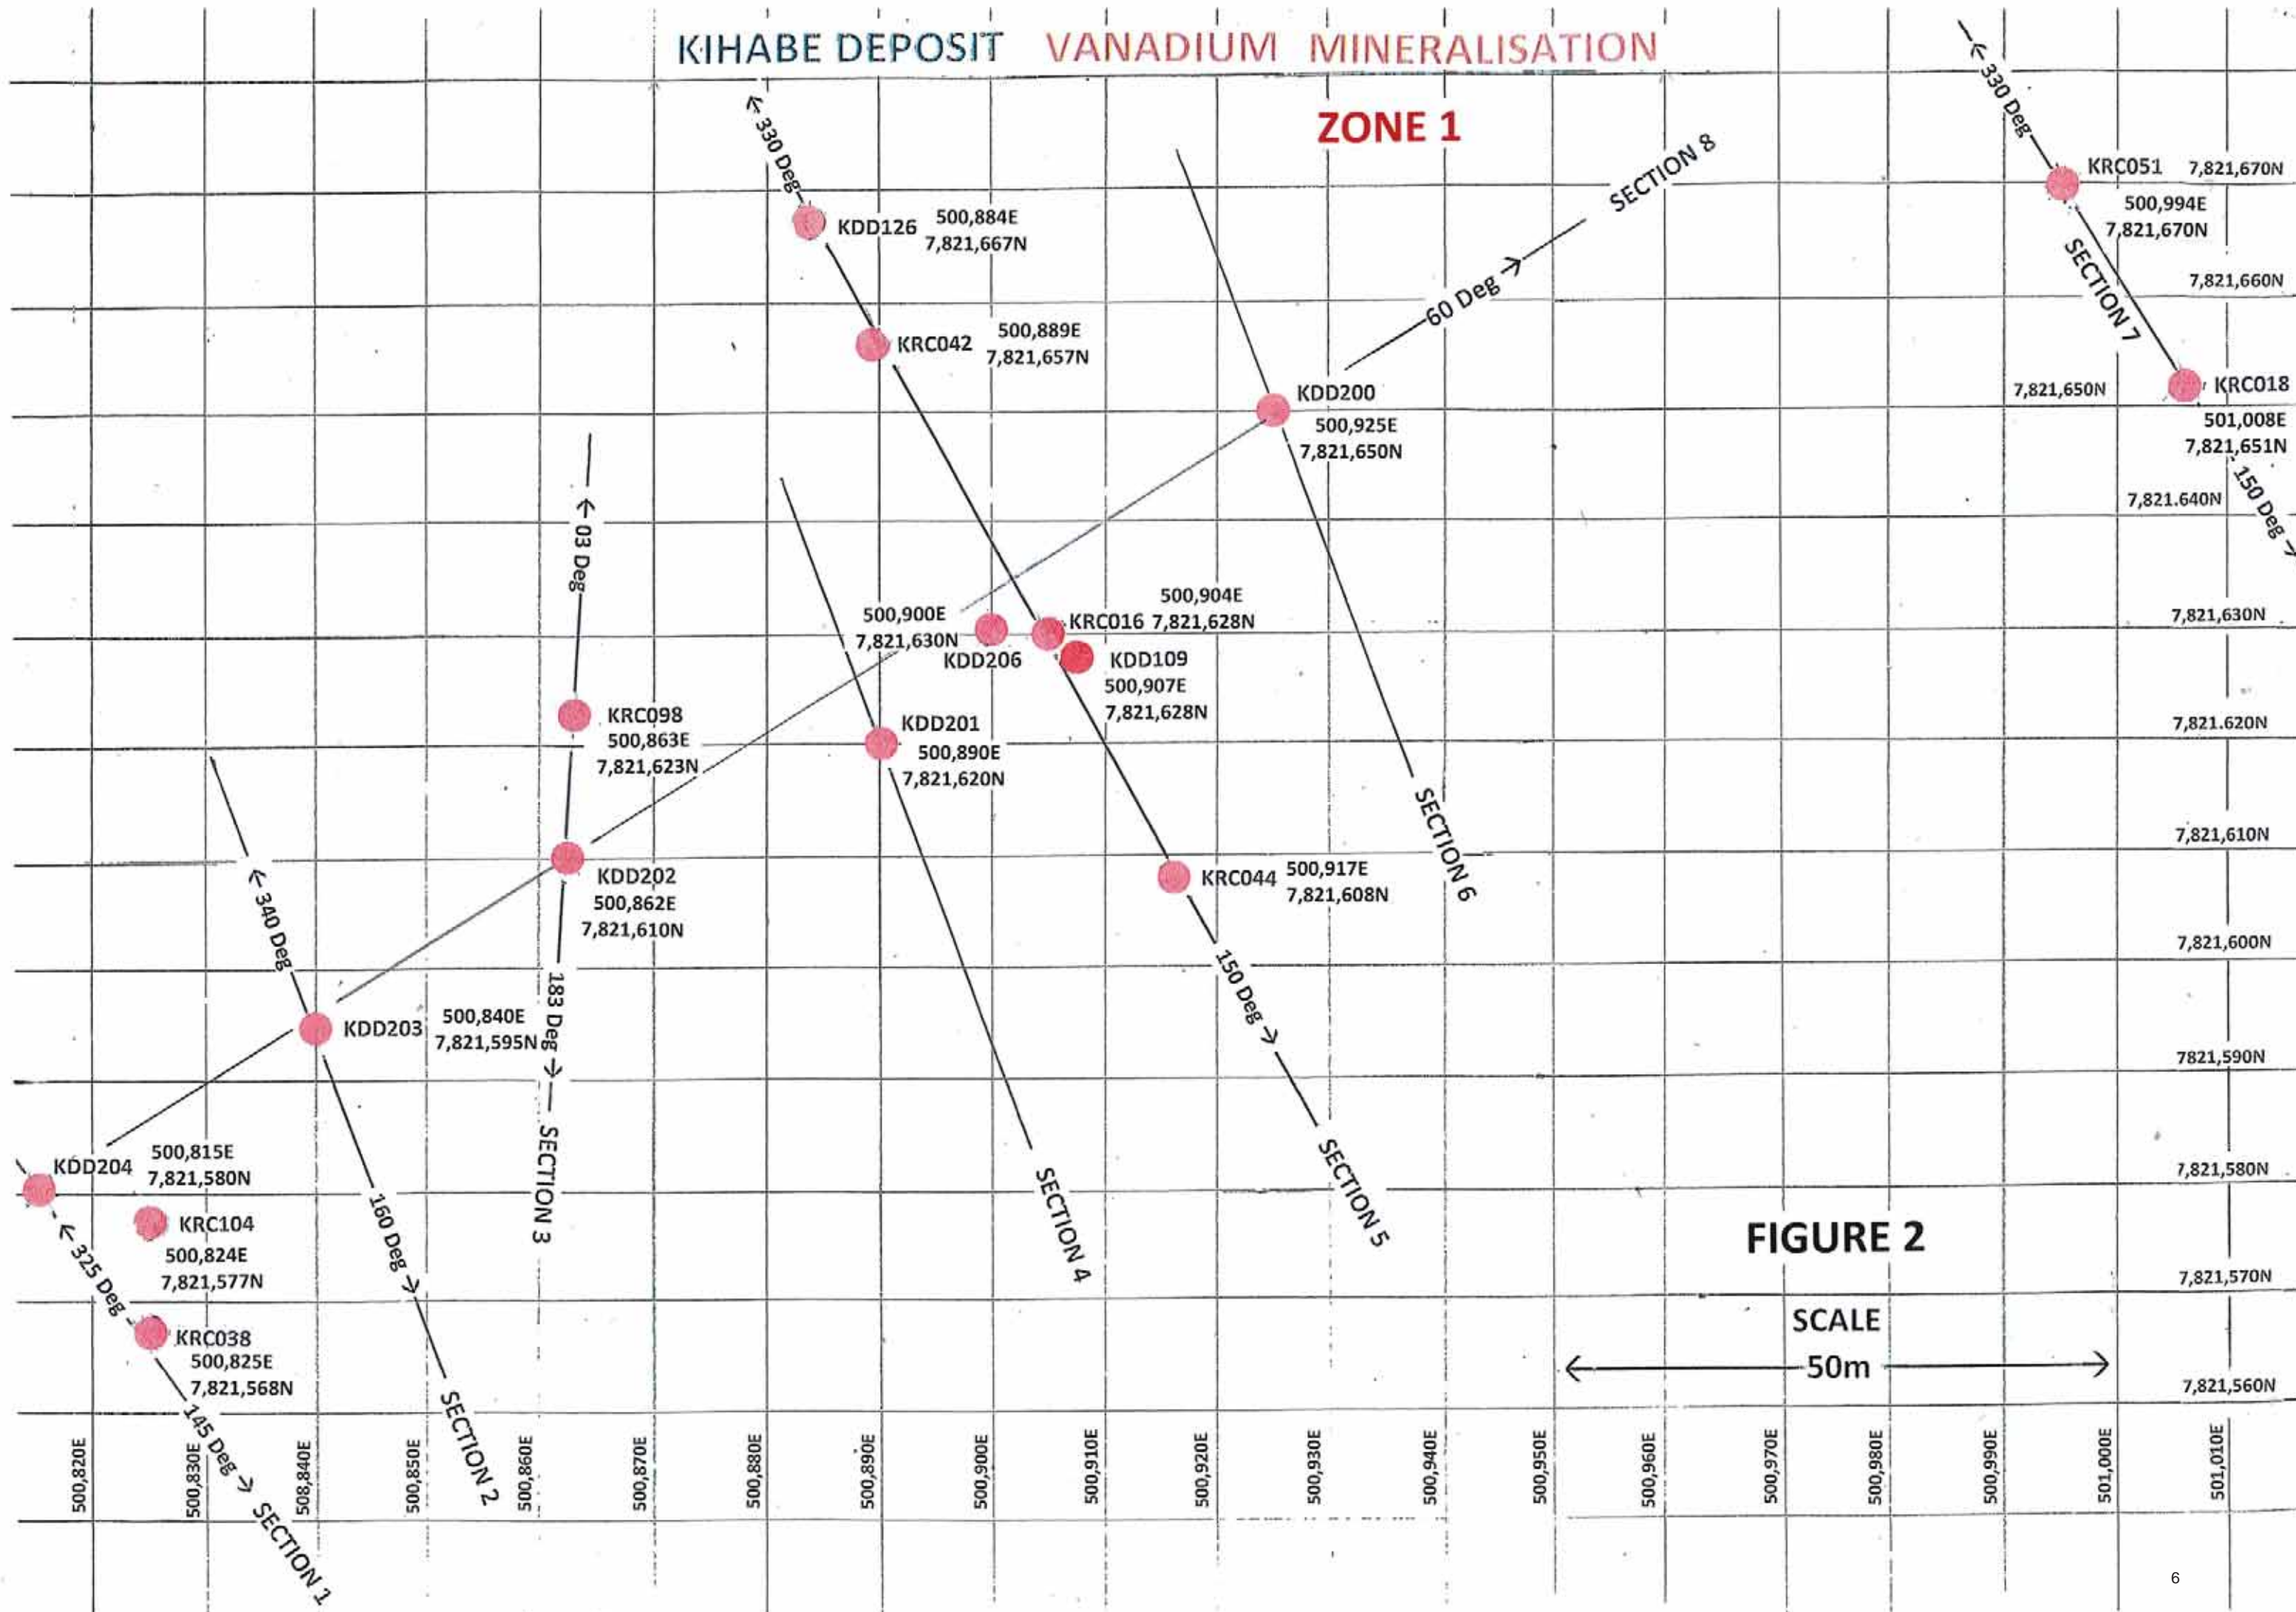 KIHABE DEPOSIT VANADIUM MINERALISATION
ZONE 1
← 330 Deg
← 330 Deg
SECTION 8
60 Deg →
KRC051 7,821,670N
500,994E
7,821,670N
SECTION 7
7,821,660N
KDD126 500,884E
7,821,667N
KRC042 500,889E
7,821,657N
KDD200
500,925E
7,821,650N
7,821,650N
KRC018
501,008E
7,821,651N
150 Deg →
7,821.640N
← 03 Deg
500,900E
7,821,630N
KDD206
500,904E
KRC016 7,821,628N
KDD109
500,907E
7,821,628N
7,821,630N
KRC098
500,863E
7,821,623N
KDD201
500,890E
7,821,620N
7,821.620N
SECTION 6
7,821,610N
KDD202
500,862E
7,821,610N
KRC044 500,917E
7,821,608N
← 340 Deg
183 Deg →
150 Deg →
7,821,600N
KDD203 500,840E
7,821,595N
7821,590N
SECTION 3
SECTION 4
SECTION 5
KDD204 500,815E
7,821,580N
7,821,580N
KRC104
500,824E
7,821,577N
← 325 Deg
160 Deg →
FIGURE 2
7,821,570N
KRC038
500,825E
7,821,568N
SCALE
50m
7,821,560N
145 Deg →
SECTION 1
SECTION 2
500,820E
500,830E
508,840E
500,850E
500,860E
500,870E
500,880E
500,890E
500,900E
500,910E
500,920E
500,930E
500,940E
500,950E
500,960E
500,970E
500,980E
500,990E
501,000E
501,010E
6